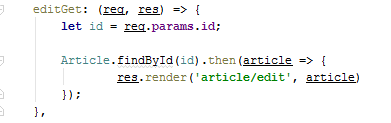 editGet: (req, res) => {
    let id = req.params.id;

    Article.findById(id).then(article => {
            res.render('article/edit', article)
    });
},